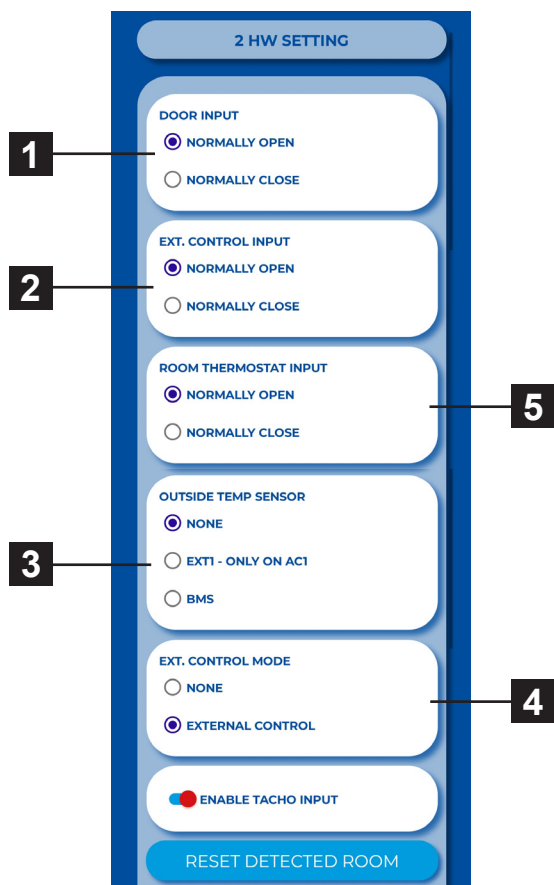 2 HW SETTING
DOOR INPUT
1
NORMALLY OPEN
NORMALLY CLOSE
EXT. CONTROL INPUT
2
NORMALLY OPEN
NORMALLY CLOSE
ROOM THERMOSTAT INPUT
NORMALLY OPEN
5
NORMALLY CLOSE
OUTSIDE TEMP SENSOR
NONE
3
EXT1 - ONLY ON AC1
BMS
EXT. CONTROL MODE
NONE
4
EXTERNAL CONTROL
ENABLE TACHO INPUT
RESET DETECTED ROOM